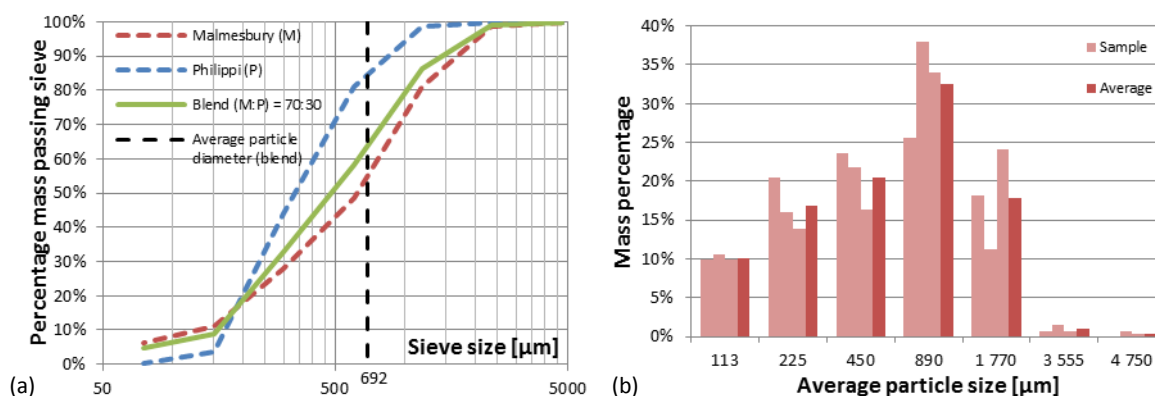 100%
90%
80%
70%
60%
50%
40%
30%
20%
10%
0%
Percentage mass passing sieve
Malmesbury (M)
Philippi (P)
Blend (M:P) = 70:30
Average particle
diameter (blend)
Sieve size [µm]
50
500
692
5000
(a)
40%
35%
30%
25%
20%
15%
10%
5%
0%
Mass percentage
Sample
Average
113
225
450
890
1 770
3 555
4 750
Average particle size [µm]
(b)